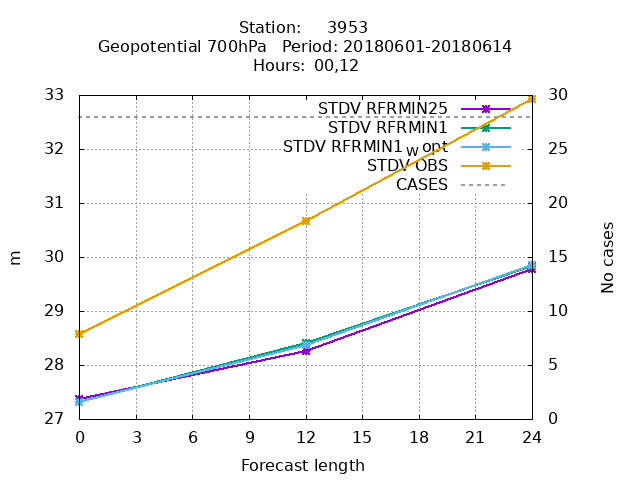 Station: 3953
Geopotential 700hPa Period: 20180601-20180614
Hours: 00,12
33 30
STDV RFRMIN25
STDV RFRMIN1
32 STDV RFRMIN1 W opt 25
STDV OBS
CASES
31 20
30 15
m No cases
29 10
28 5
27 0
0 3 6 9 12 15 18 21 24
Forecast length